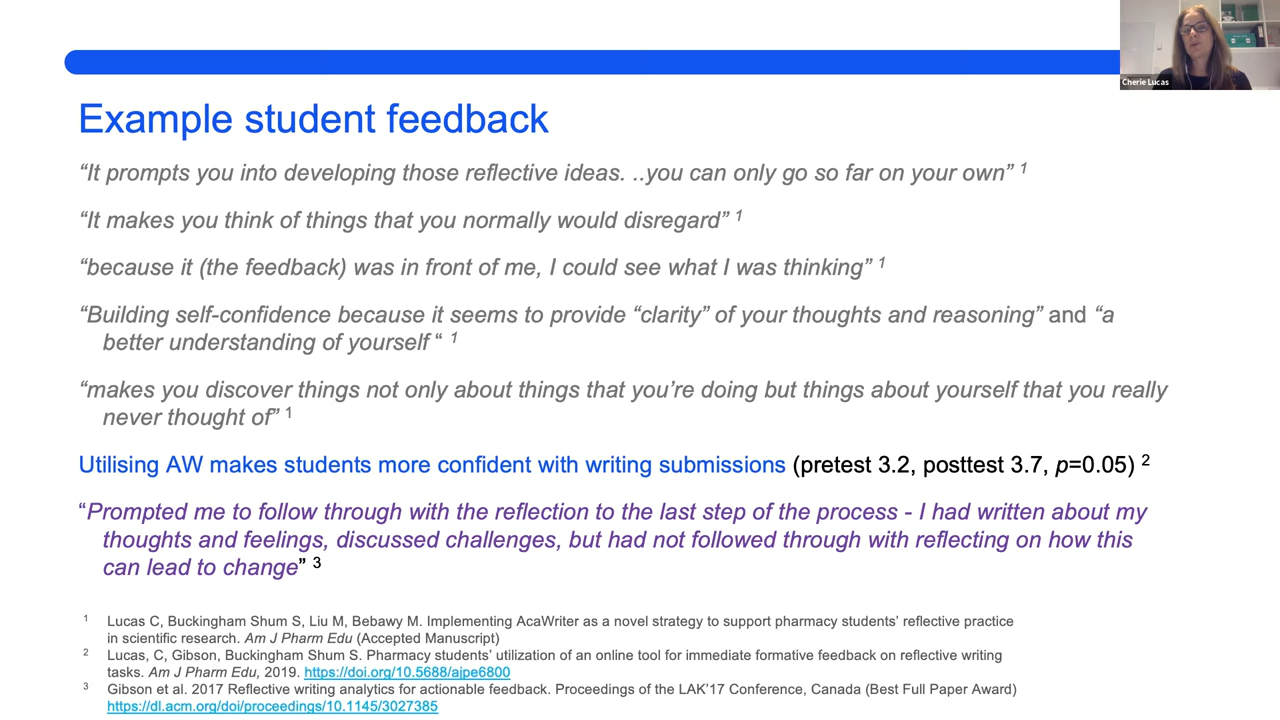 Cherie Lucas
Example student feedback
“It prompts you into developing those reflective ideas. ..you can only go so far on your own” 1
“It makes you think of things that you normally would disregard” 1
“because it (the feedback) was in front of me, I could see what I was thinking” 1
“Building self-confidence because it seems to provide “clarity” of your thoughts and reasoning” and “a
better understanding of yourself “ 1
“makes you discover things not only about things that you’re doing but things about yourself that you really
never thought of” 1
Utilising AW makes students more confident with writing submissions (pretest 3.2, posttest 3.7, p=0.05) 2
“Prompted me to follow through with the reflection to the last step of the process - I had written about my
thoughts and feelings, discussed challenges, but had not followed through with reflecting on how this
can lead to change” 3
1 Lucas C, Buckingham Shum S, Liu M, Bebawy M. Implementing AcaWriter as a novel strategy to support pharmacy students’ reflective practice
in scientific research. Am J Pharm Edu (Accepted Manuscript)
2 Lucas, C, Gibson, Buckingham Shum S. Pharmacy students’ utilization of an online tool for immediate formative feedback on reflective writing
tasks. Am J Pharm Edu, 2019. https://doi.org/10.5688/ajpe6800
3 Gibson et al. 2017 Reflective writing analytics for actionable feedback. Proceedings of the LAK’17 Conference, Canada (Best Full Paper Award)
https://dl.acm.org/doi/proceedings/10.1145/3027385